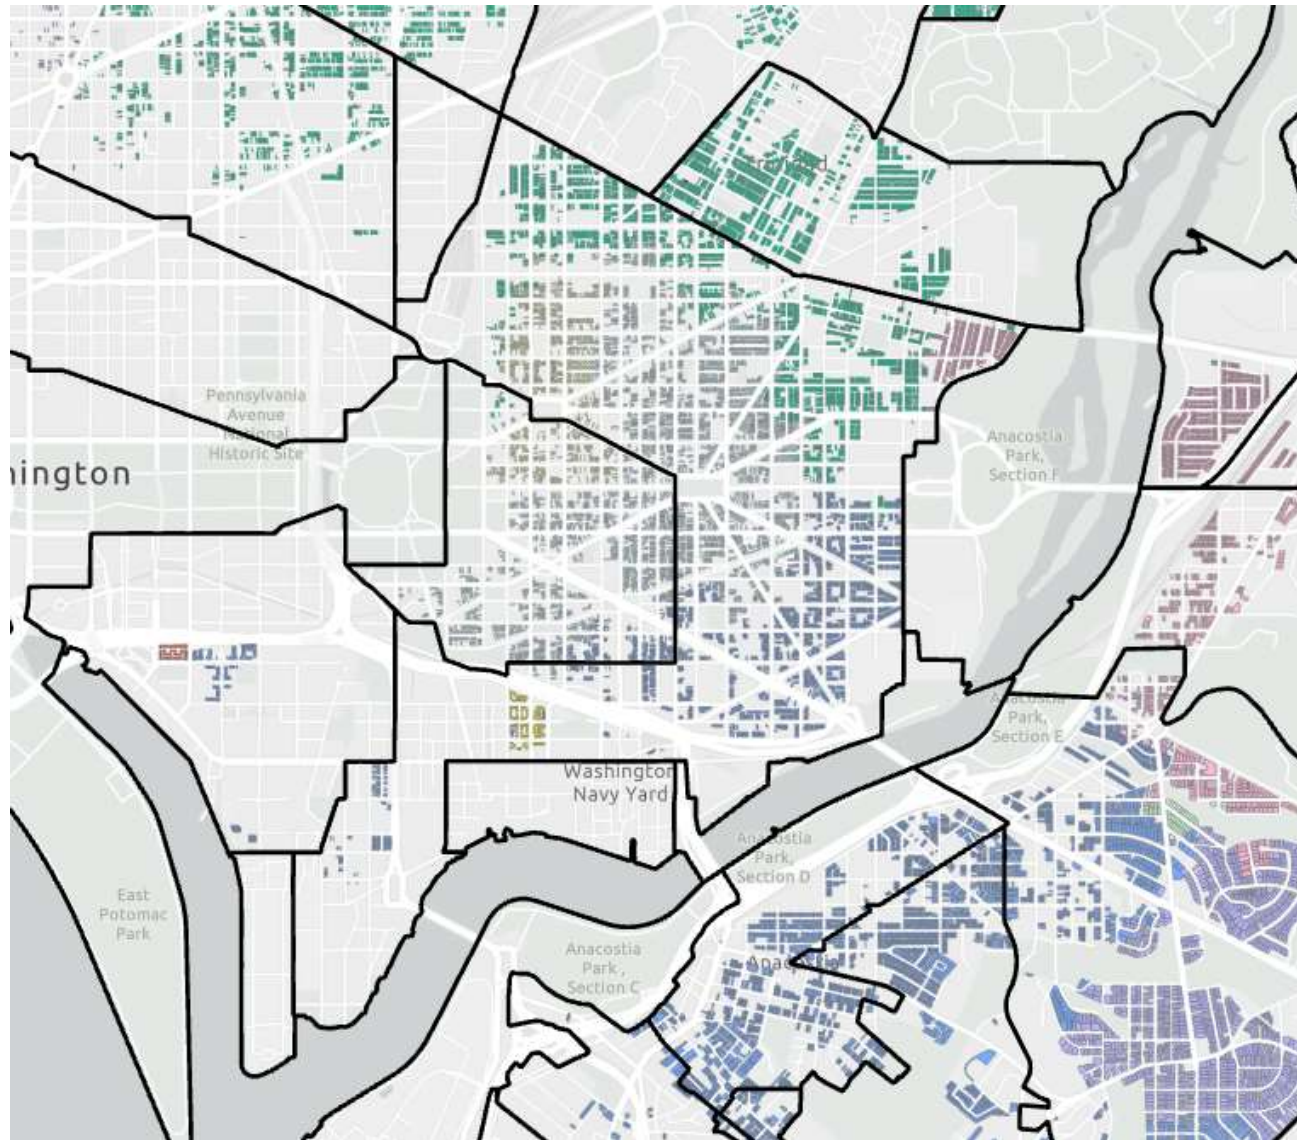 Pennsylvania
Avenue
National
Historic Site
hington
Anacostia
Park,
Section F
Anacostia
Park,
Section E
Washington
Navy Yard
Anacostia
Park,
Section D
East
Potomac
Park
Anacostia
Park ,
Section C